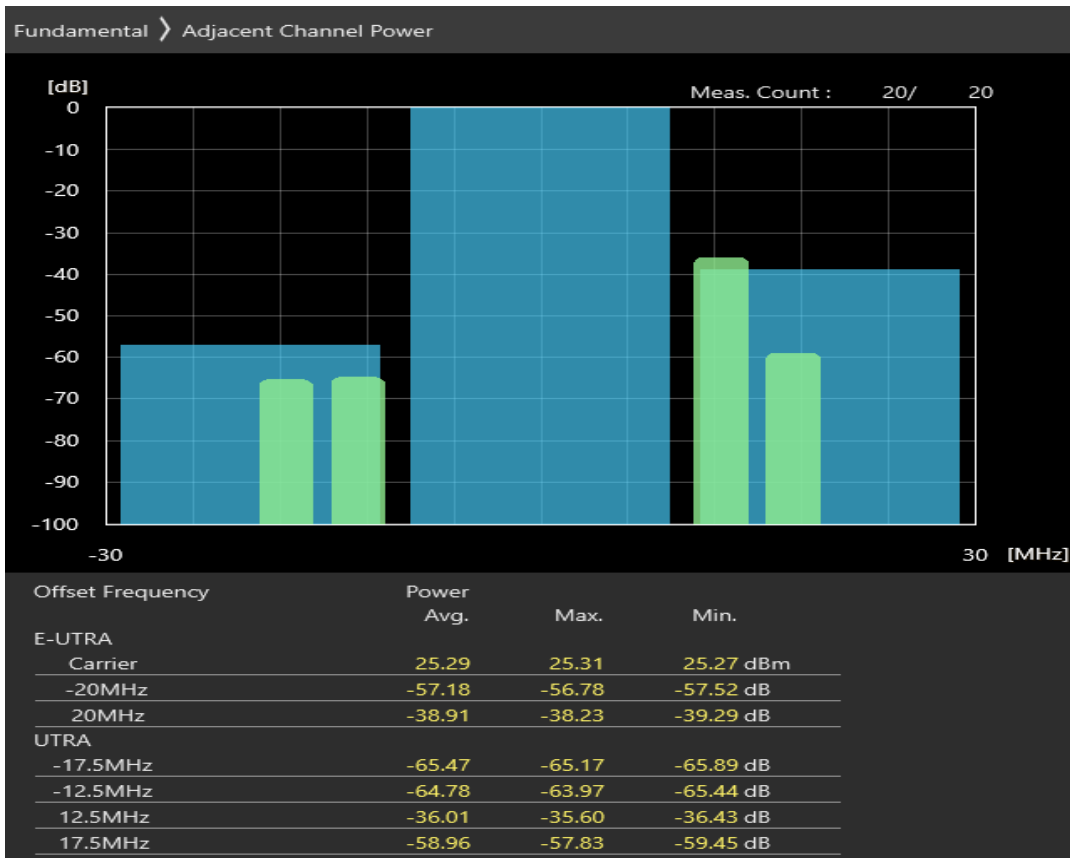 Fundamental 〉 Adjacent Channel Power
[dB]
Meas. Count : 20/ 20
0
-10
-20
-30
-40
-50
-60
-70
-80
-90
-100
-30 30 [MHz]
Offset Frequency Power
Avg. Max. Min.
E-UTRA
Carrier 25.29 25.31 25.27 dBm
-20MHz -57.18 -56.78 -57.52 dB
20MHz -38.91 -38.23 -39.29 dB
UTRA
-17.5MHz -65.47 -65.17 -65.89 dB
-12.5MHz -64.78 -63.97 -65.44 dB
12.5MHz -36.01 -35.60 -36.43 dB
17.5MHz -58.96 -57.83 -59.45 dB